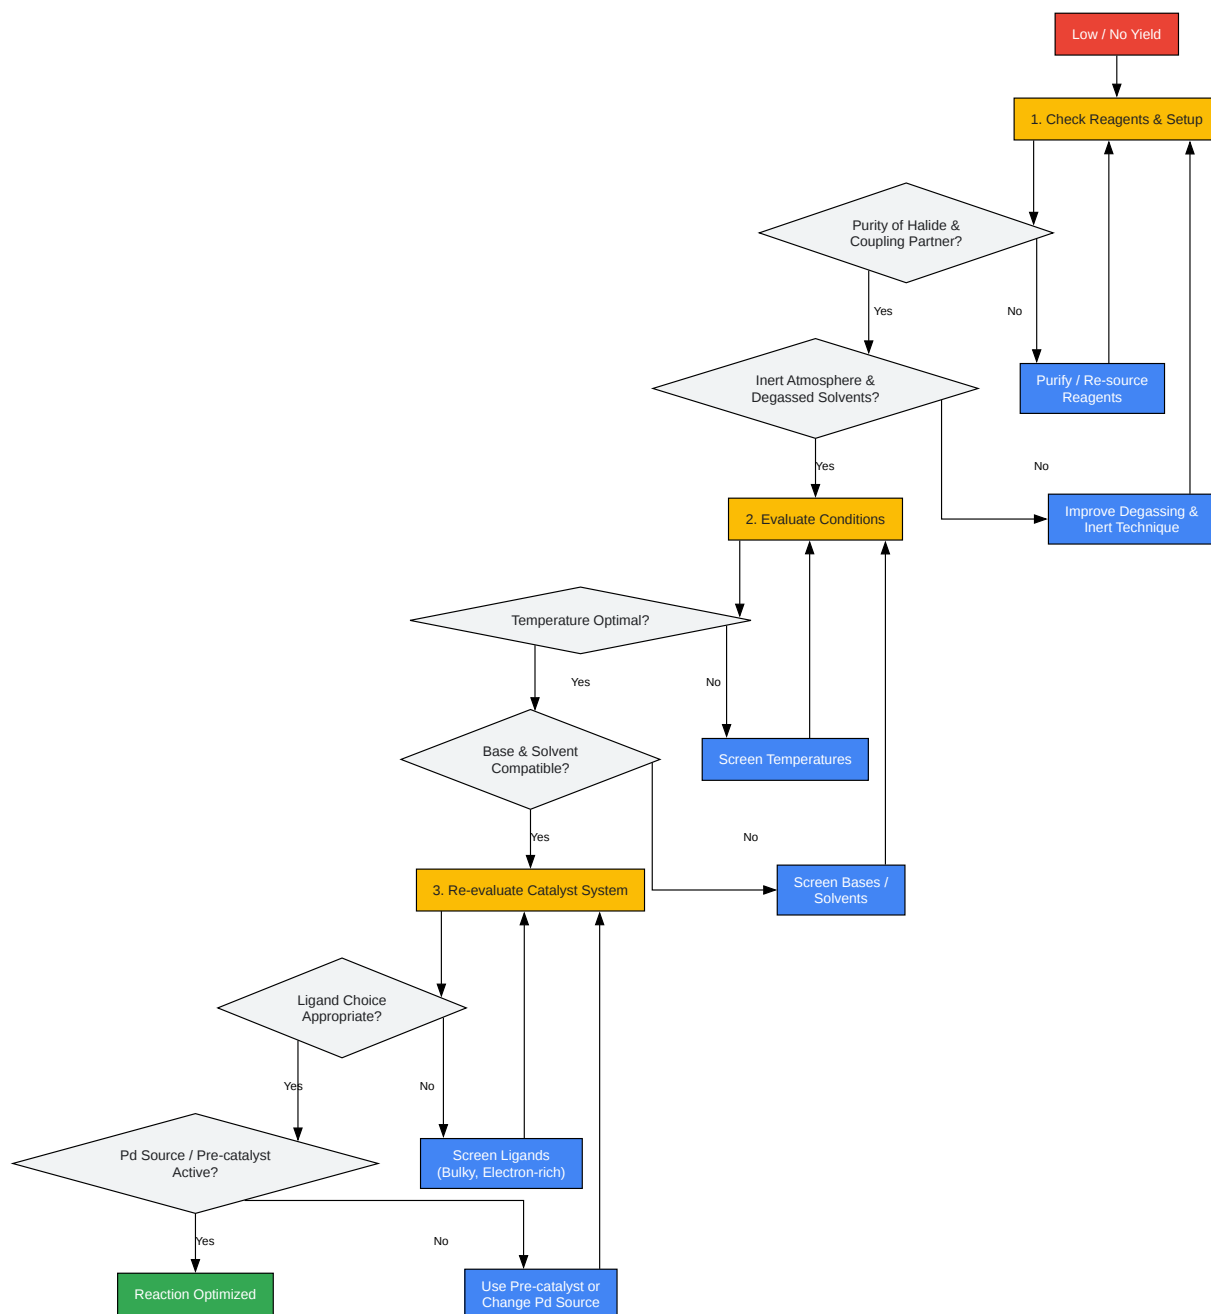 Low / No Yield
1. Check Reagents & Setup
Purity of Halide &
Coupling Partner?
Yes
No
Inert Atmosphere &
Degassed Solvents?
Purify / Re-source
Reagents
Yes
No
2. Evaluate Conditions
Improve Degassing &
Inert Technique
Temperature Optimal?
Yes
No
Base & Solvent
Compatible?
Screen Temperatures
Yes
No
3. Re-evaluate Catalyst System
Screen Bases /
Solvents
Ligand Choice
Appropriate?
Yes
No
Pd Source / Pre-catalyst
Active?
Screen Ligands
(Bulky, Electron-rich)
Yes
No
Reaction Optimized
Use Pre-catalyst or
Change Pd Source